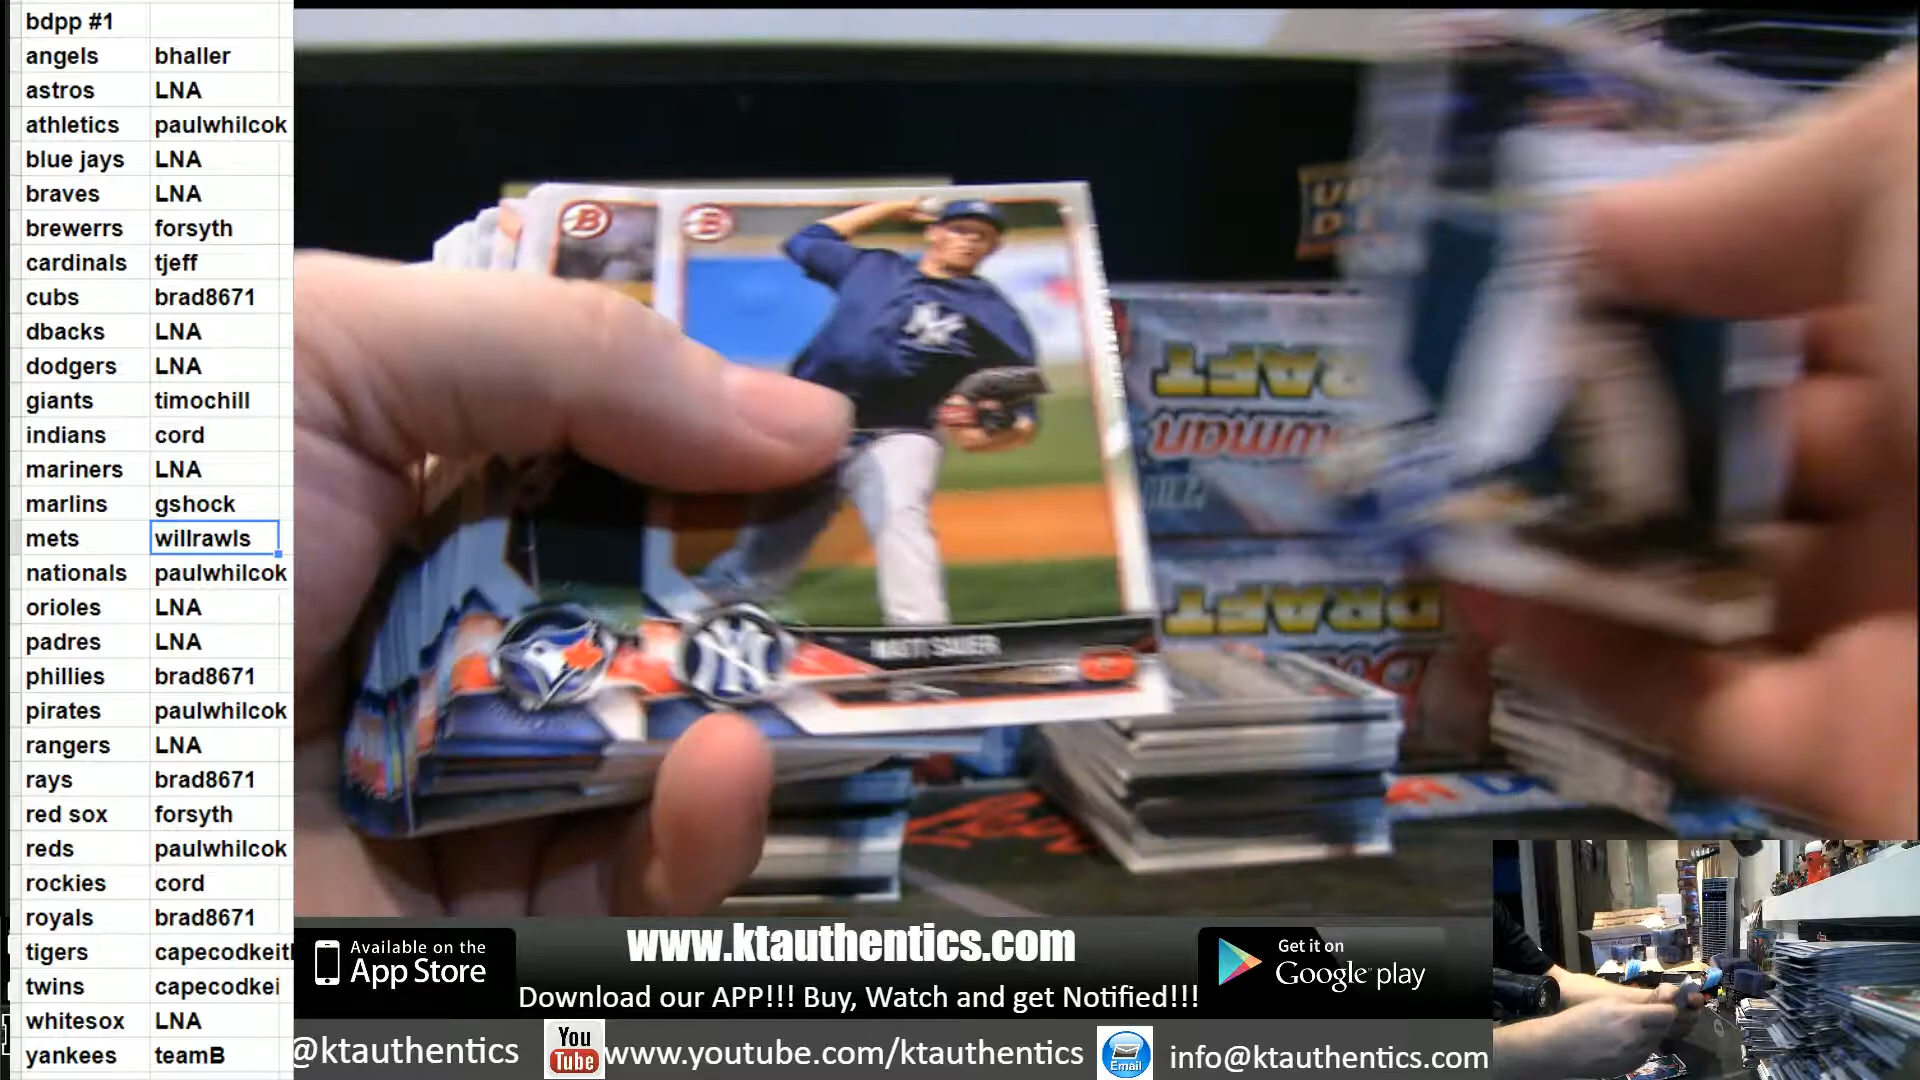 bdpp #1
angels bhaller
astros LNA
athletics paulwhilcok
blue jays LNA
braves LNA
brewerrs forsyth
cardinals tjeff
cubs brad8671
dbacks LNA
dodgers LNA
giants timochill
indians cord
mariners LNA
marlins gshock
mets willrawls
nationals paulwhilcok
orioles LNA
padres LNA
phillies brad8671
pirates paulwhilcok
rangers LNA
rays brad8671
red sox forsyth
reds paulwhilcok
rockies cord
royals brad8671
tigers capecodkeitl
twins capecodkei
whitesox LNA
yankees teamB
B
B
NY
MATT SAUER
DRAFT
Available on the
App Store
www.ktauthentics.com
Download our APP!!! Buy, Watch and get Notified!!!
Get it on
Google play
@ktauthentics
You
Tube
www.youtube.com/ktauthentics
Email
info@ktauthentics.com